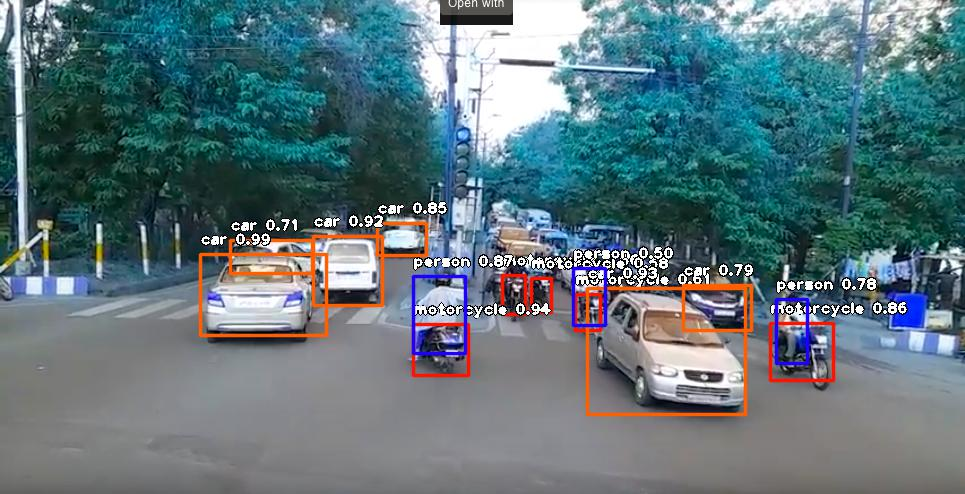 Open with
car 0.85
car 0.92
car 0.71
car 0.99
person 0.50
person 0.87
car 0.93
car 0.79
motorcycle 0.61
person 0.78
motorcycle 0.94
motorcycle 0.86